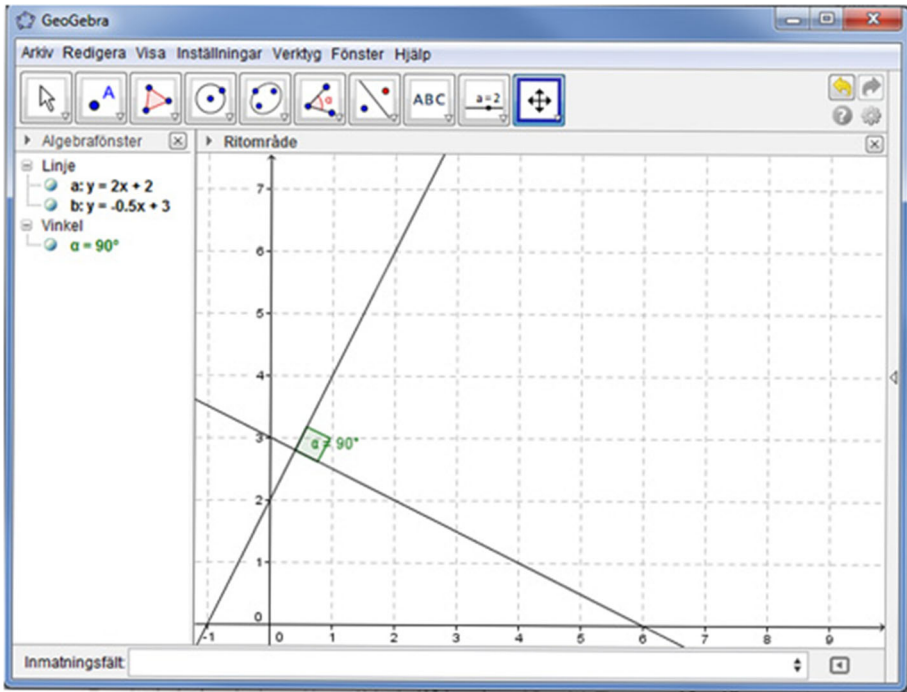 GeoGebra
Arkiv Redigera Visa Inställningar Verktyg Fönster Hjälp
A α ABC a=2
Algebrafönster
Ritområde
Linje
a: y = 2x + 2
b: y = -0.5x + 3
Vinkel
α = 90°
7
6
5
4
3
α = 90°
2
1
0
-1 0 1 2 3 4 5 6 7 8 9
Inmatningsfält: